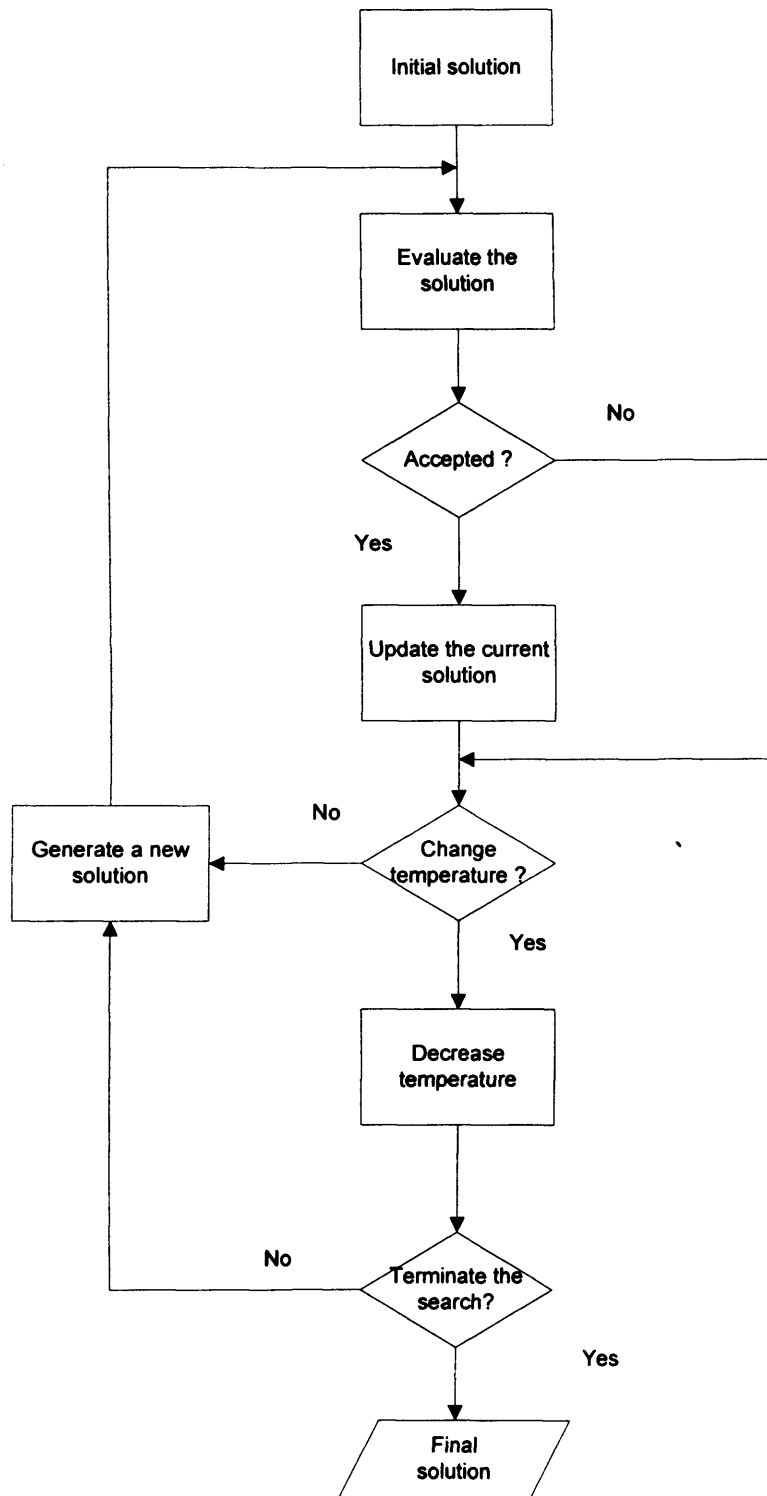 Initial solution
Evaluate the
solution
No
Accepted ?
Yes
Update the current
solution
No
Generate a new
solution
Change
temperature ?
Yes
Decrease
temperature
No
Terminate the
search?
Yes
Final
solution